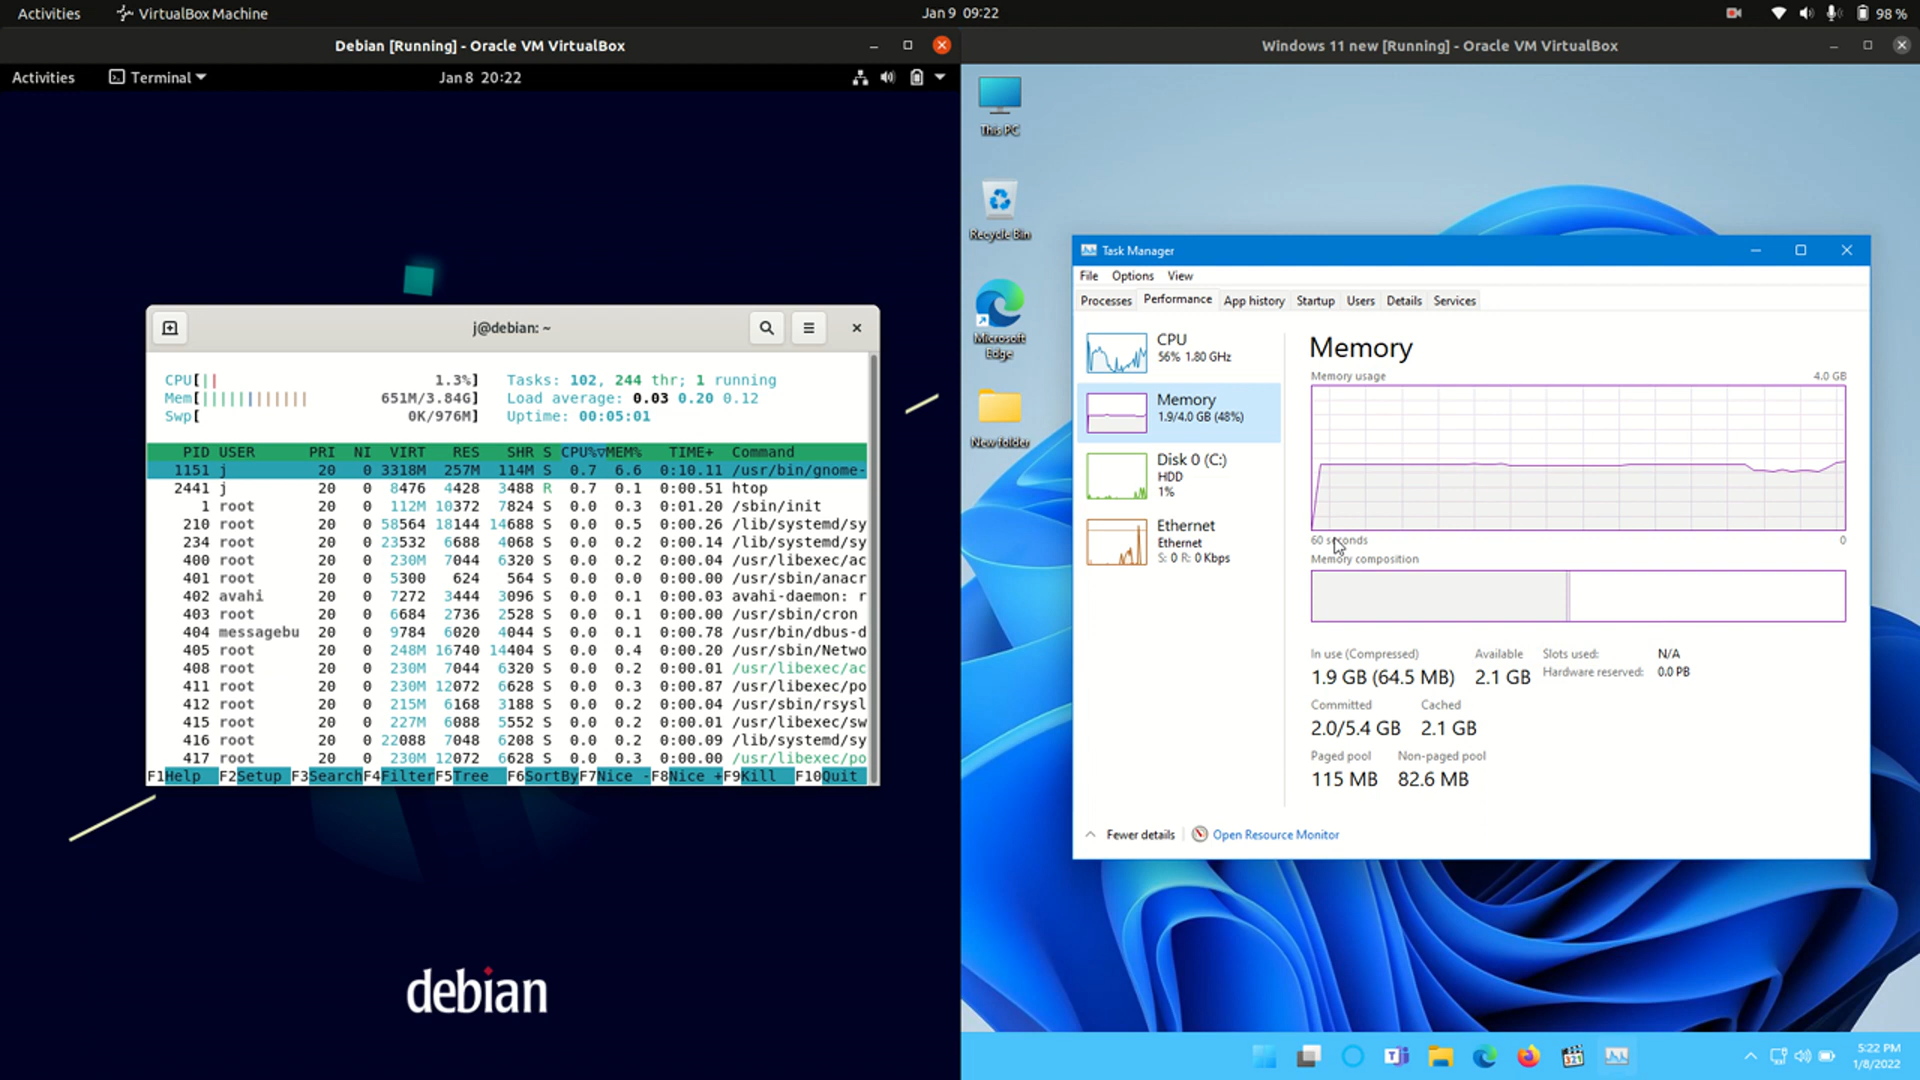 Activities VirtualBox Machine Jan 9 09:22 98 %
Debian [Running] - Oracle VM VirtualBox
Activities Terminal Jan 8 20:22
j@debian: ~
CPU[|| 1.3%] Tasks: 102, 244 thr; 1 running
Mem[|||||||||||| 651M/3.84G] Load average: 0.03 0.20 0.12
Swp[ 0K/976M] Uptime: 00:05:01
PID USER PRI NI VIRT RES SHR S CPU%▽MEM% TIME+ Command
1151 j 20 0 3318M 257M 114M S 0.7 6.6 0:10.11 /usr/bin/gnome-
2441 j 20 0 8476 4428 3488 R 0.7 0.1 0:00.51 htop
1 root 20 0 112M 10372 7824 S 0.0 0.3 0:01.20 /sbin/init
210 root 20 0 58564 18144 14688 S 0.0 0.5 0:00.26 /lib/systemd/sy
234 root 20 0 23532 6688 4068 S 0.0 0.2 0:00.14 /lib/systemd/sy
400 root 20 0 230M 7044 6320 S 0.0 0.2 0:00.04 /usr/libexec/ac
401 root 20 0 5300 624 564 S 0.0 0.0 0:00.00 /usr/sbin/anacr
402 avahi 20 0 7272 3444 3096 S 0.0 0.1 0:00.03 avahi-daemon: r
403 root 20 0 6684 2736 2528 S 0.0 0.1 0:00.00 /usr/sbin/cron
404 messagebu 20 0 9784 6020 4044 S 0.0 0.1 0:00.78 /usr/bin/dbus-d
405 root 20 0 248M 16740 14404 S 0.0 0.4 0:00.20 /usr/sbin/Netwo
408 root 20 0 230M 7044 6320 S 0.0 0.2 0:00.01 /usr/libexec/ac
411 root 20 0 230M 12072 6628 S 0.0 0.3 0:00.87 /usr/libexec/po
412 root 20 0 215M 6168 3188 S 0.0 0.2 0:00.04 /usr/sbin/rsysl
415 root 20 0 227M 6088 5552 S 0.0 0.2 0:00.01 /usr/libexec/sw
416 root 20 0 22088 7048 6208 S 0.0 0.2 0:00.09 /lib/systemd/sy
417 root 20 0 230M 12072 6628 S 0.0 0.3 0:00.00 /usr/libexec/po
F1Help F2Setup F3SearchF4FilterF5Tree F6SortByF7Nice -F8Nice +F9Kill F10Quit
debian
Windows 11 new [Running] - Oracle VM VirtualBox
This PC
Recycle Bin
Microsoft
Edge
New folder
Task Manager
File Options View
Processes Performance App history Startup Users Details Services
CPU
56% 1.80 GHz
Memory
1.9/4.0 GB (48%)
Disk 0 (C:)
HDD
1%
Ethernet
Ethernet
S: 0 R: 0 Kbps
Memory
Memory usage 4.0 GB
60 seconds 0
Memory composition
In use (Compressed) Available Slots used: N/A
1.9 GB (64.5 MB) 2.1 GB Hardware reserved: 0.0 PB
Committed Cached
2.0/5.4 GB 2.1 GB
Paged pool Non-paged pool
115 MB 82.6 MB
Fewer details Open Resource Monitor
5:22 PM
1/8/2022